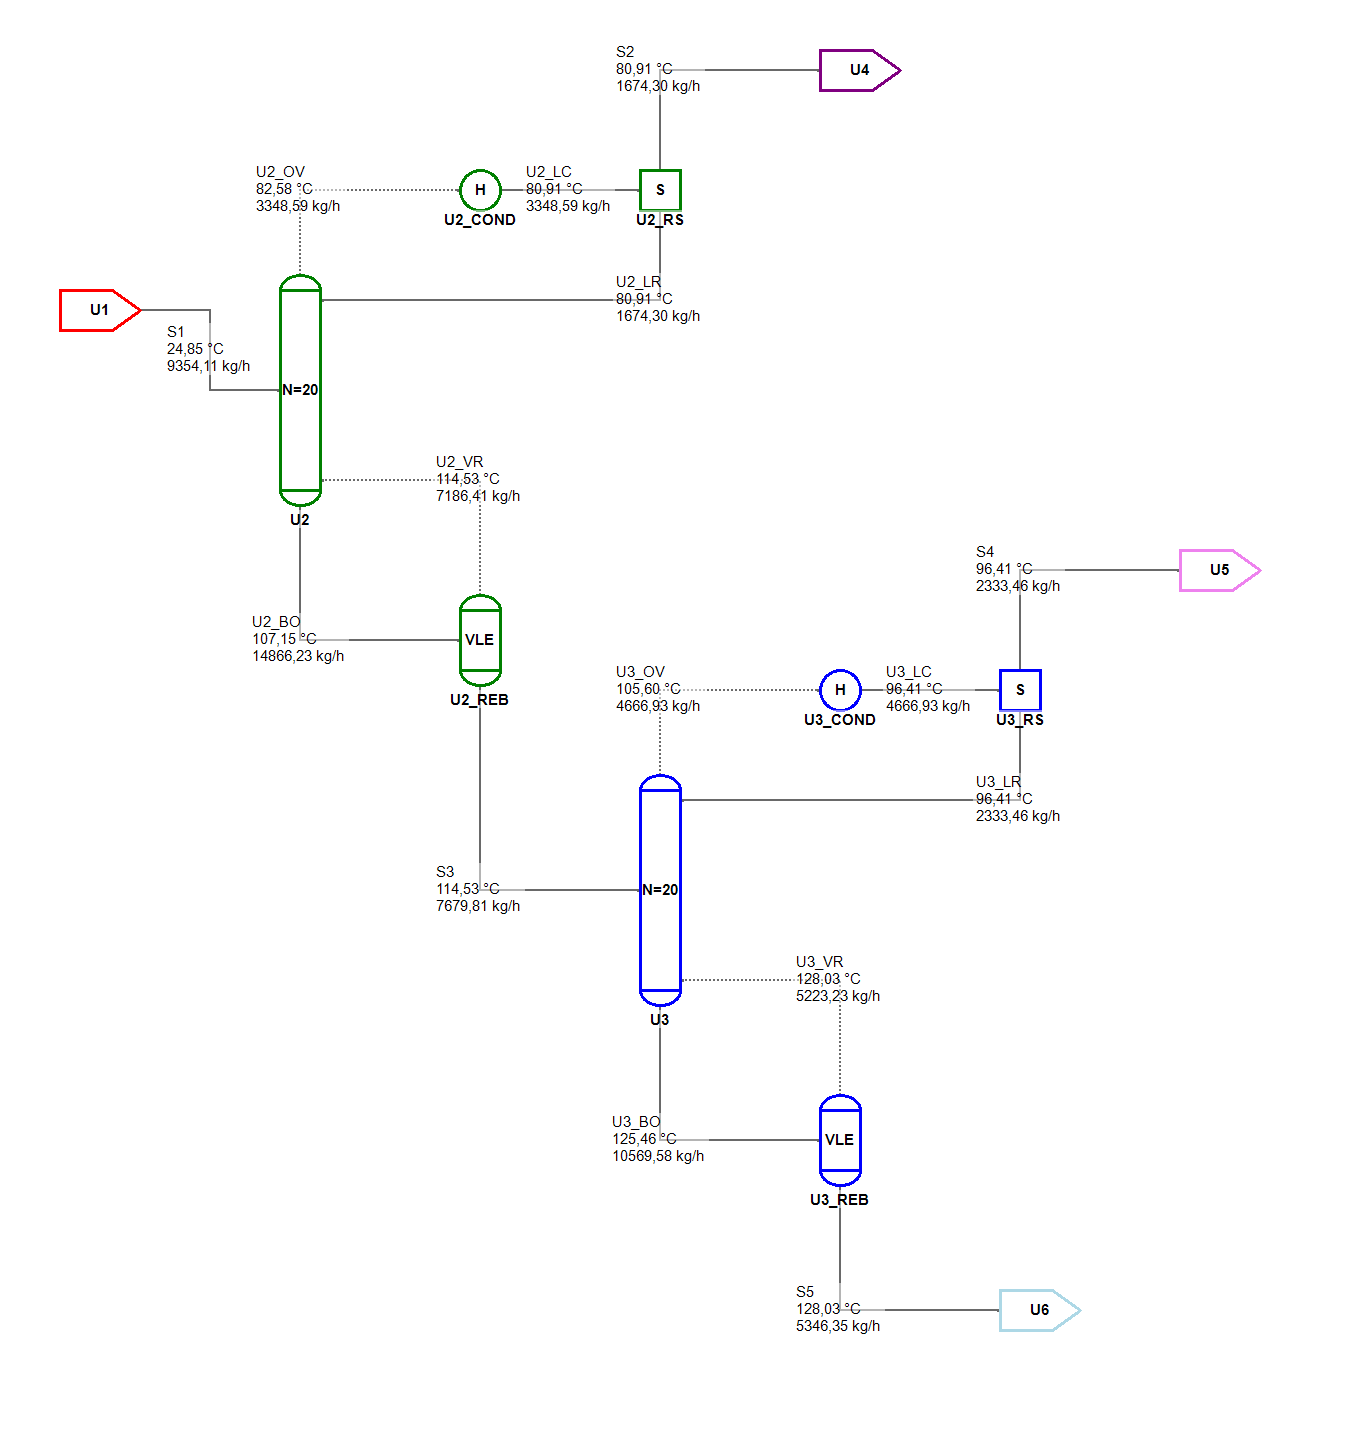 S2
80,91 °C
1674,30 kg/h
U4
U2_OV
82,58 °C
3348,59 kg/h
H
U2_COND
U2_LC
80,91 °C
3348,59 kg/h
S
U2_RS
U2_LR
80,91 °C
1674,30 kg/h
U1
S1
24,85 °C
9354,11 kg/h
N=20
U2
U2_VR
114,53 °C
7186,41 kg/h
U2_BO
107,15 °C
14866,23 kg/h
VLE
U2_REB
S4
96,41 °C
2333,46 kg/h
U5
U3_OV
105,60 °C
4666,93 kg/h
H
U3_COND
U3_LC
96,41 °C
4666,93 kg/h
S
U3_RS
U3_LR
96,41 °C
2333,46 kg/h
S3
114,53 °C
7679,81 kg/h
N=20
U3
U3_VR
128,03 °C
5223,23 kg/h
U3_BO
125,46 °C
10569,58 kg/h
VLE
U3_REB
S5
128,03 °C
5346,35 kg/h
U6